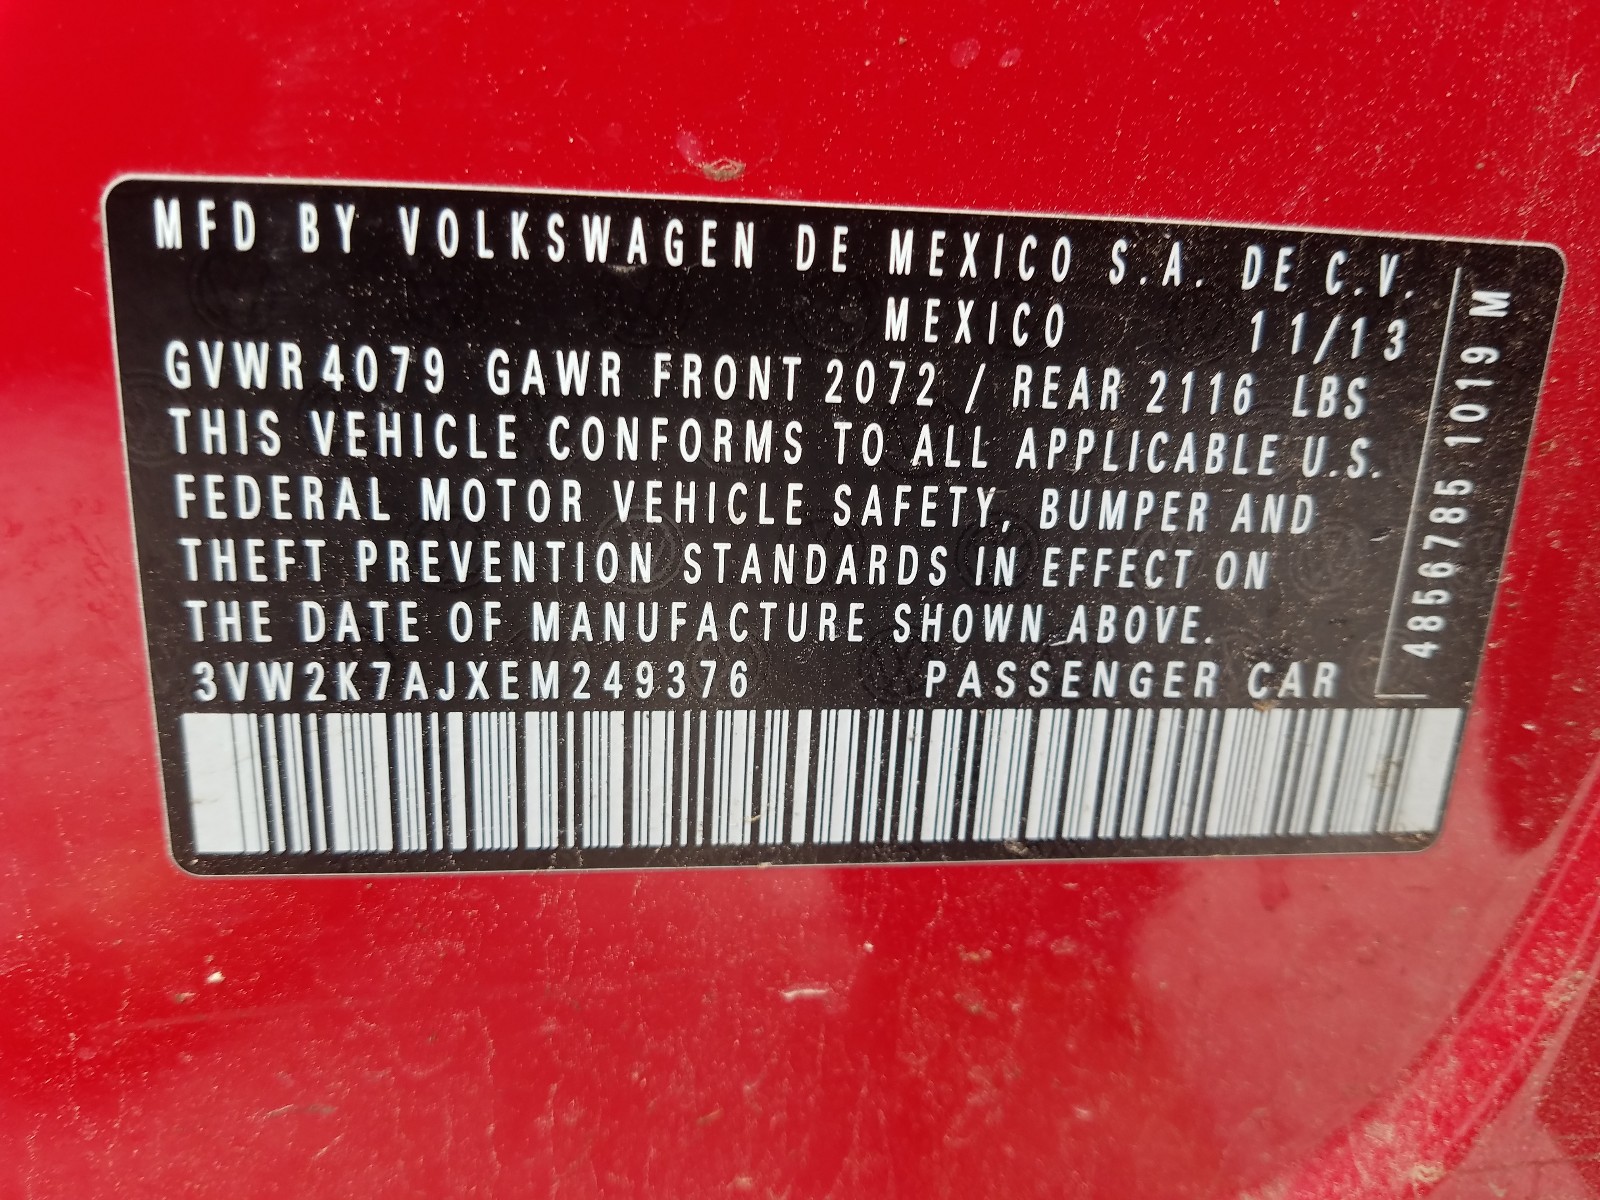 MFD BY VOLKSWAGEN DE MEXICO S.A. DE C.V.
MEXICO 11/13
GVWR 4079 GAWR FRONT 2072 / REAR 2116 LBS
THIS VEHICLE CONFORMS TO ALL APPLICABLE U.S.
FEDERAL MOTOR VEHICLE SAFETY, BUMPER AND
THEFT PREVENTION STANDARDS IN EFFECT ON
THE DATE OF MANUFACTURE SHOWN ABOVE.
3VW2K7AJXEM249376 PASSENGER CAR
4856785 1019 M